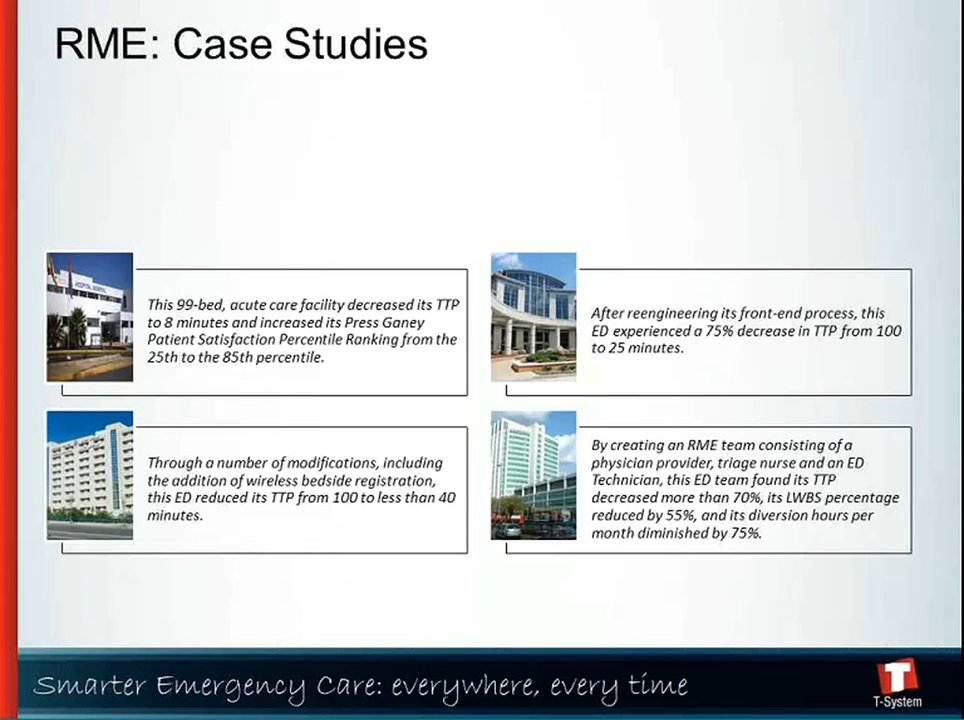 RME: Case Studies
This 99-bed, acute care facility decreased its TTP
to 8 minutes and increased its Press Ganey
Patient Satisfaction Percentile Ranking from the
25th to the 85th percentile.
After reengineering its front-end process, this
ED experienced a 75% decrease in TTP from 100
to 25 minutes.
Through a number of modifications, including
the addition of wireless bedside registration,
this ED reduced its TTP from 100 to less than 40
minutes.
By creating an RME team consisting of a
physician provider, triage nurse and an ED
Technician, this ED team found its TTP
decreased more than 70%, its LWBS percentage
reduced by 55%, and its diversion hours per
month diminished by 75%.
Smarter Emergency Care: everywhere, every time
T
T-System